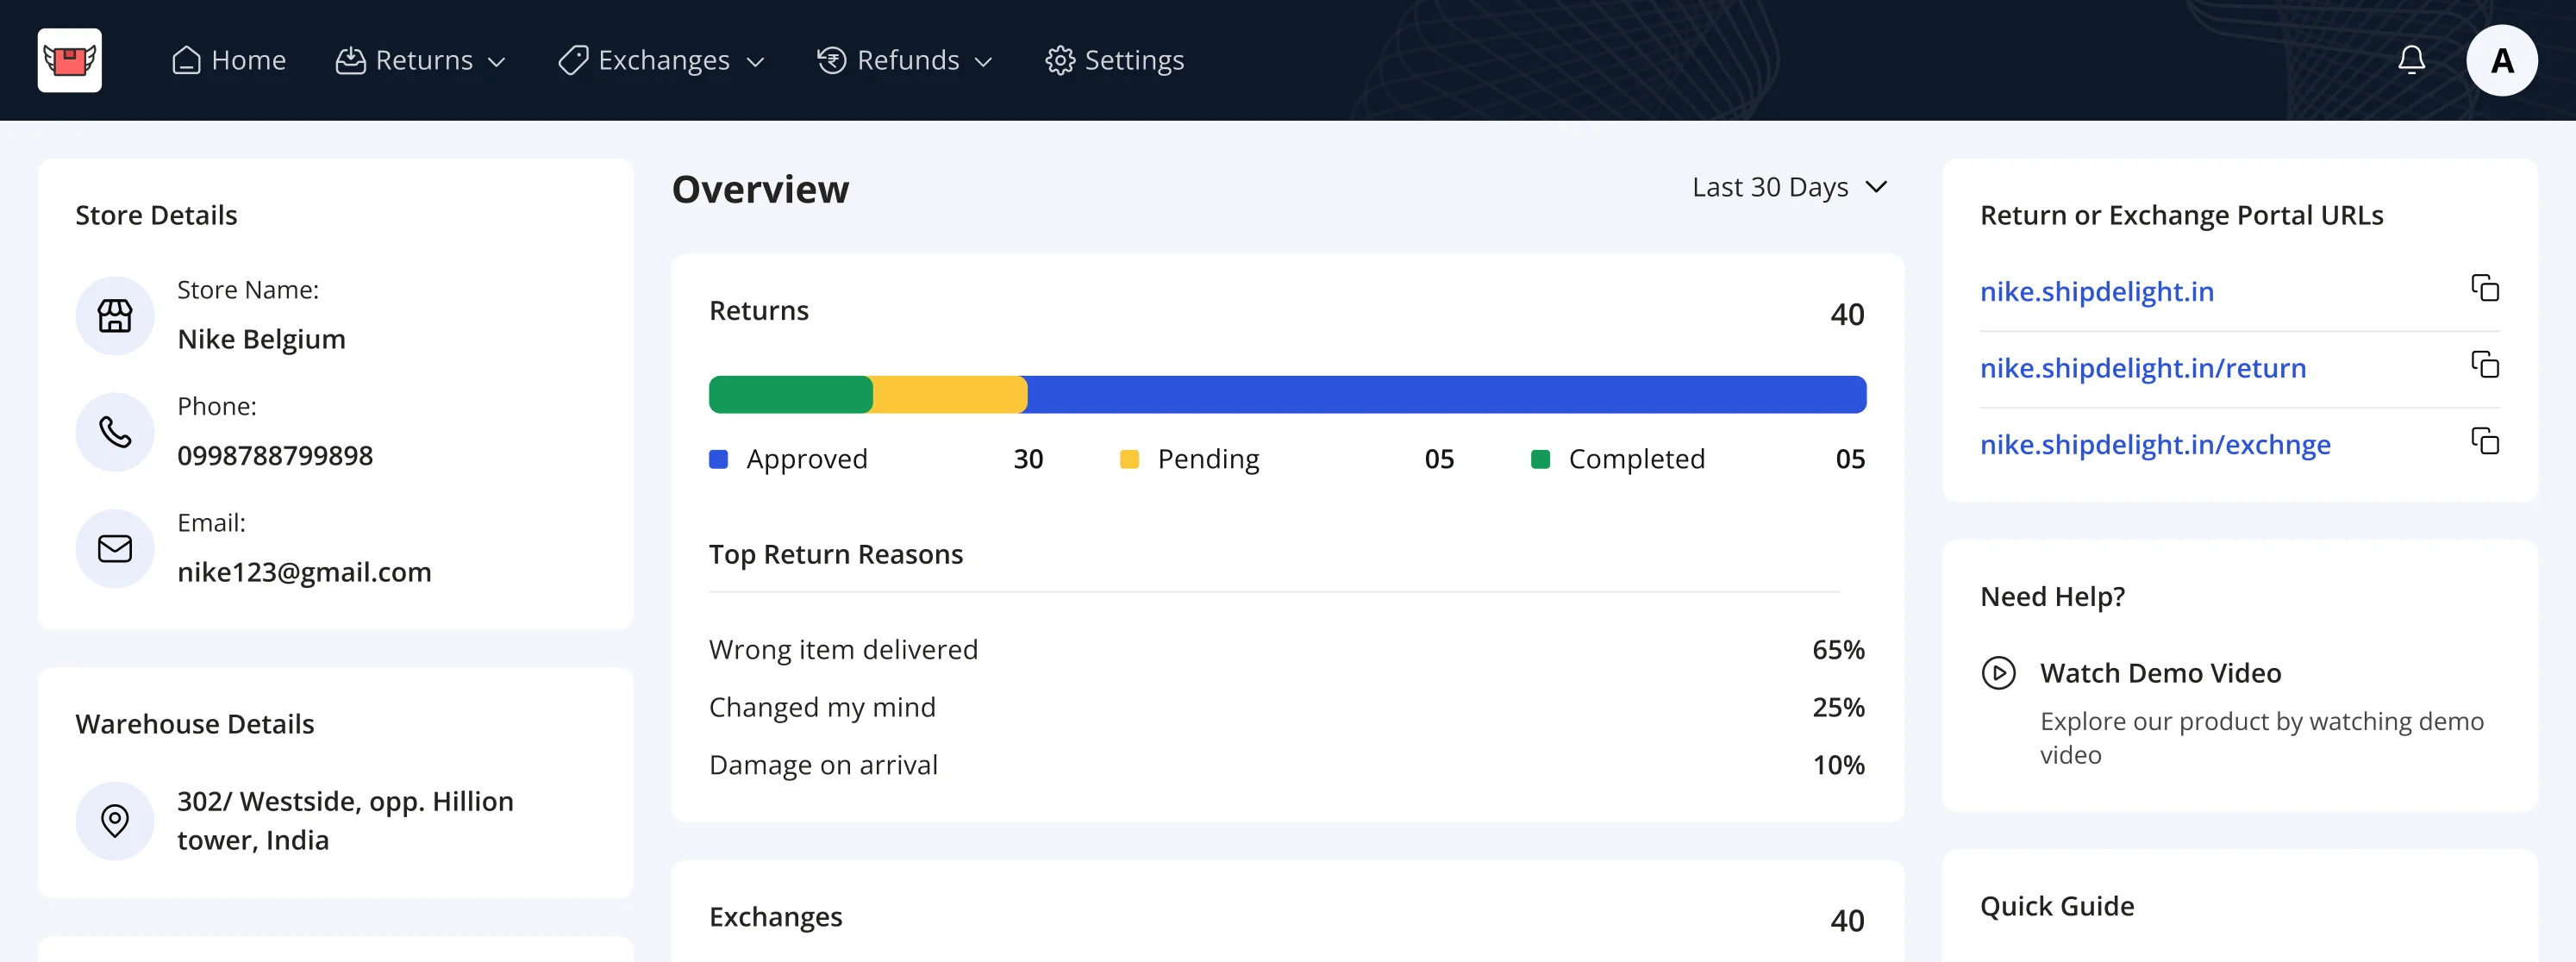 Home
Returns
Exchanges
Refunds
Settings
A
Store Details
Store Name:
Nike Belgium
Phone:
0998788799898
Email:
nike123@gmail.com
Warehouse Details
302/ Westside, opp. Hillion
tower, India
Overview
Last 30 Days
Returns 40
Approved 30 Pending 05 Completed 05
Top Return Reasons
Wrong item delivered 65%
Changed my mind 25%
Damage on arrival 10%
Exchanges 40
Return or Exchange Portal URLs
nike.shipdelight.in
nike.shipdelight.in/return
nike.shipdelight.in/exchnge
Need Help?
Watch Demo Video
Explore our product by watching demo
video
Quick Guide